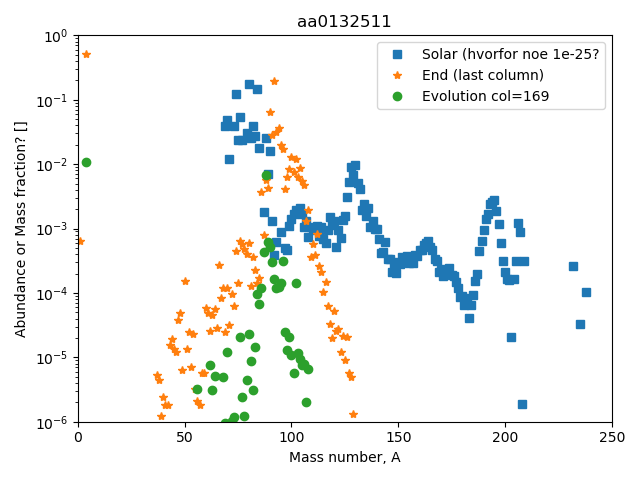 aa0132511
Solar (hvorfor noe 1e-25?
End (last column)
Evolution col=169
Abundance or Mass fraction? []
10^0
10^-1
10^-2
10^-3
10^-4
10^-5
10^-6
0 50 100 150 200 250
Mass number, A